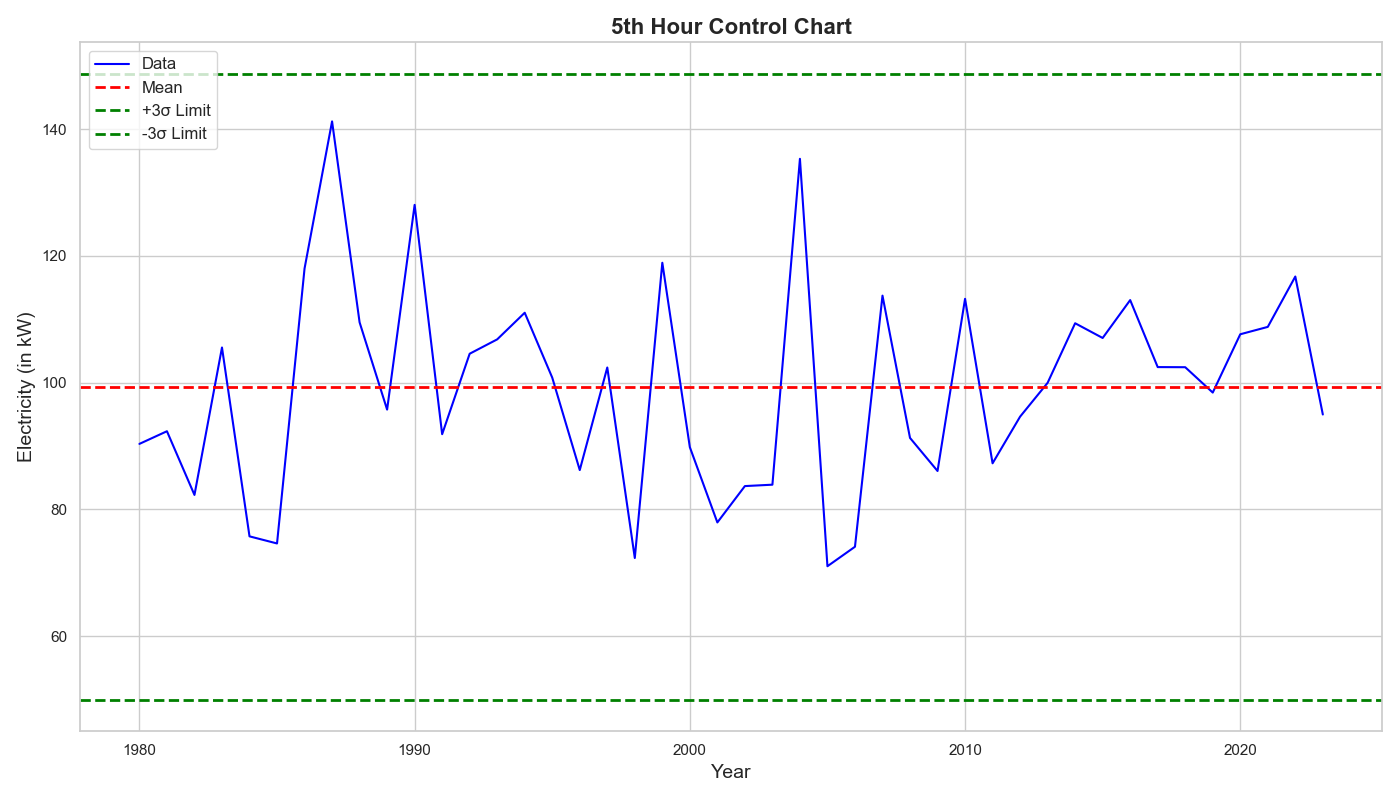 5th Hour Control Chart
Data
Mean
+3σ Limit
-3σ Limit
140
120
100
80
60
Electricity (in kW)
1980
1990
2000
2010
2020
Year